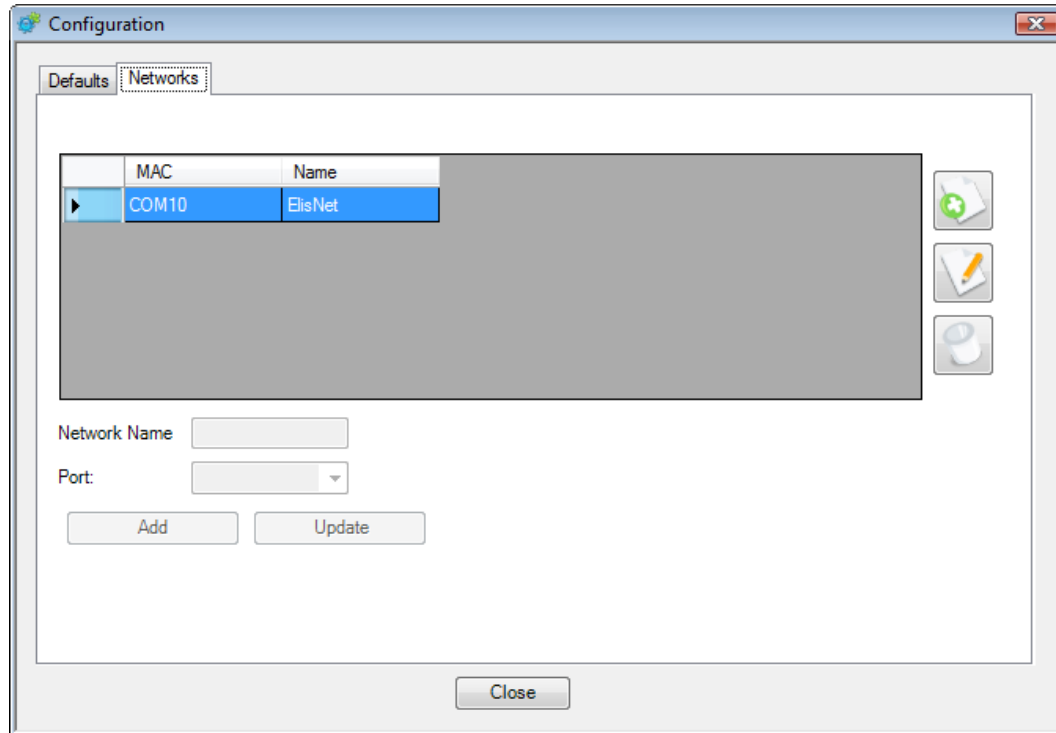 Configuration
Defaults Networks
MAC Name
COM10 ElisNet
Network Name
Port:
Add Update
Close